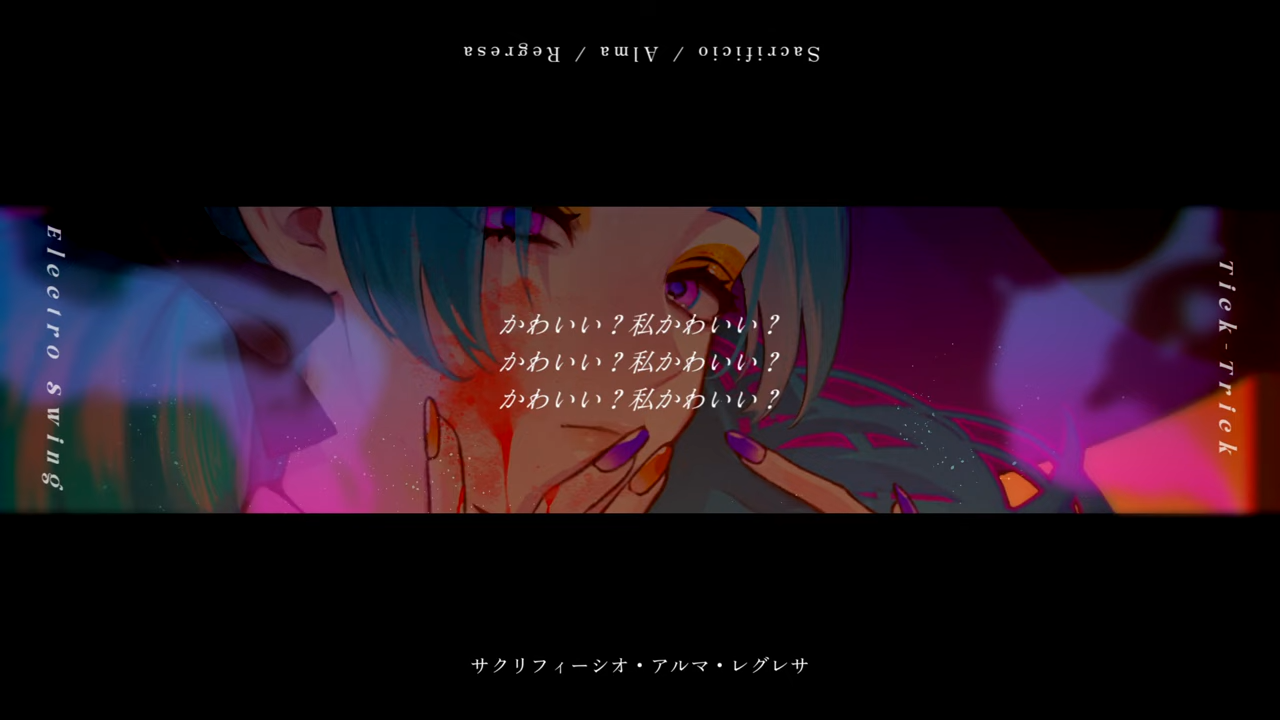 Sacrificio / Alma / Regresa
Electro Swing
かわいい？私かわいい？
かわいい？私かわいい？
かわいい？私かわいい？
Tick-Trick
サクリフィーシオ・アルマ・レグレサ